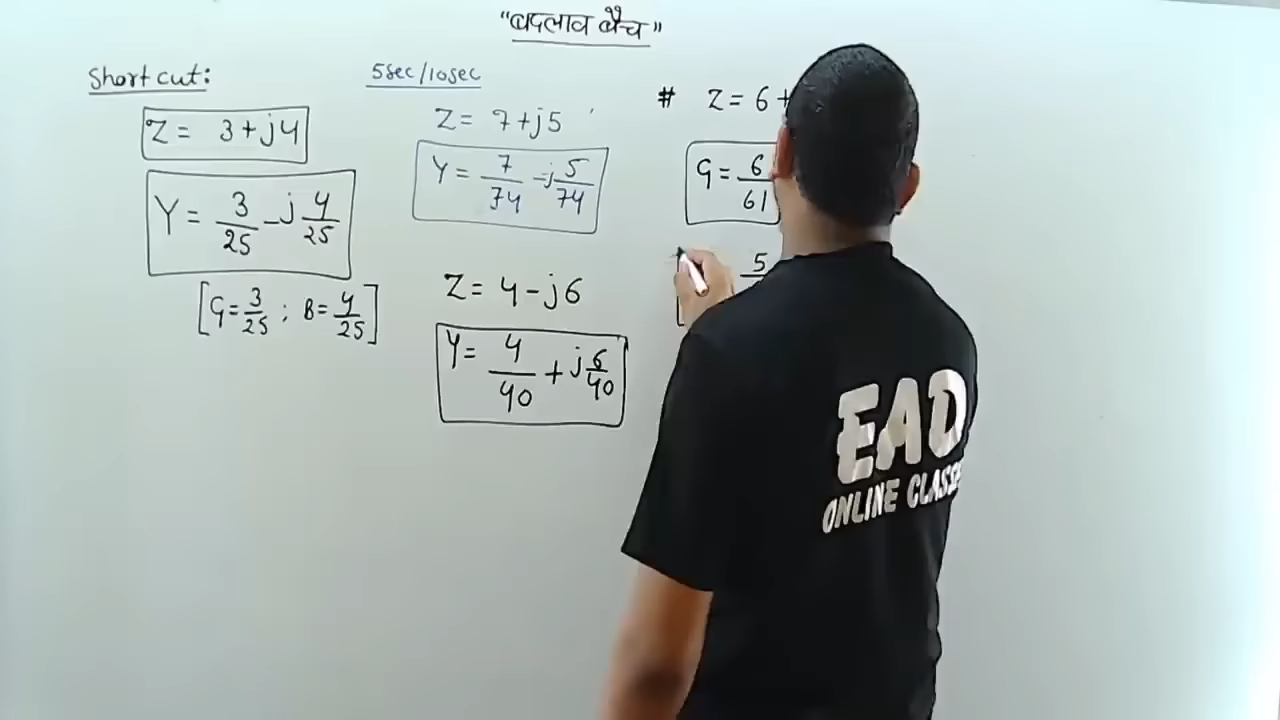 "बदलाव बैच"
Short cut:
Z = 3+j4
Y = 3/25 - j 4/25
[G = 3/25 ; B = 4/25]
5sec/10sec
Z = 7+j5
Y = 7/74 - j 5/74
Z = 4-j6
Y = 4/40 + j 6/40
# Z = 6+
G = 6/61
5
EAD
ONLINE CLASSE